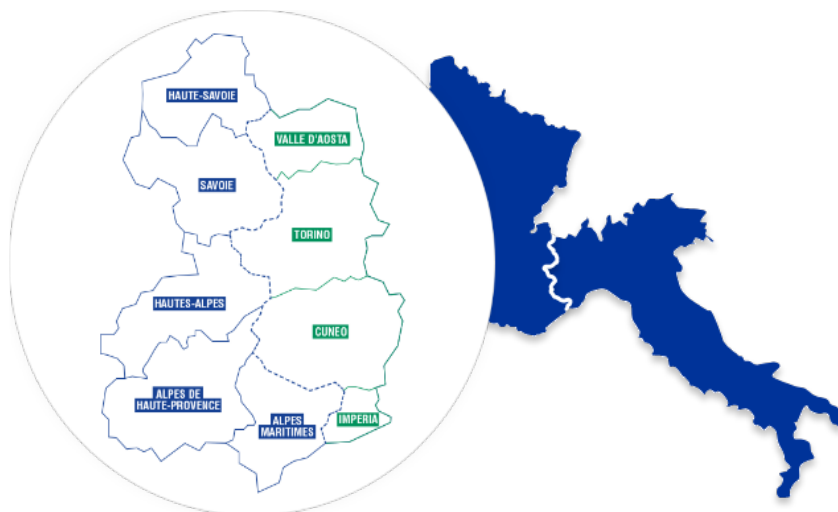 HAUTE-SAVOIE
VALLE D'AOSTA
SAVOIE
TORINO
HAUTES-ALPES
CUNEO
ALPES DE
HAUTE-PROVENCE
ALPES
MARITIMES
IMPERIA